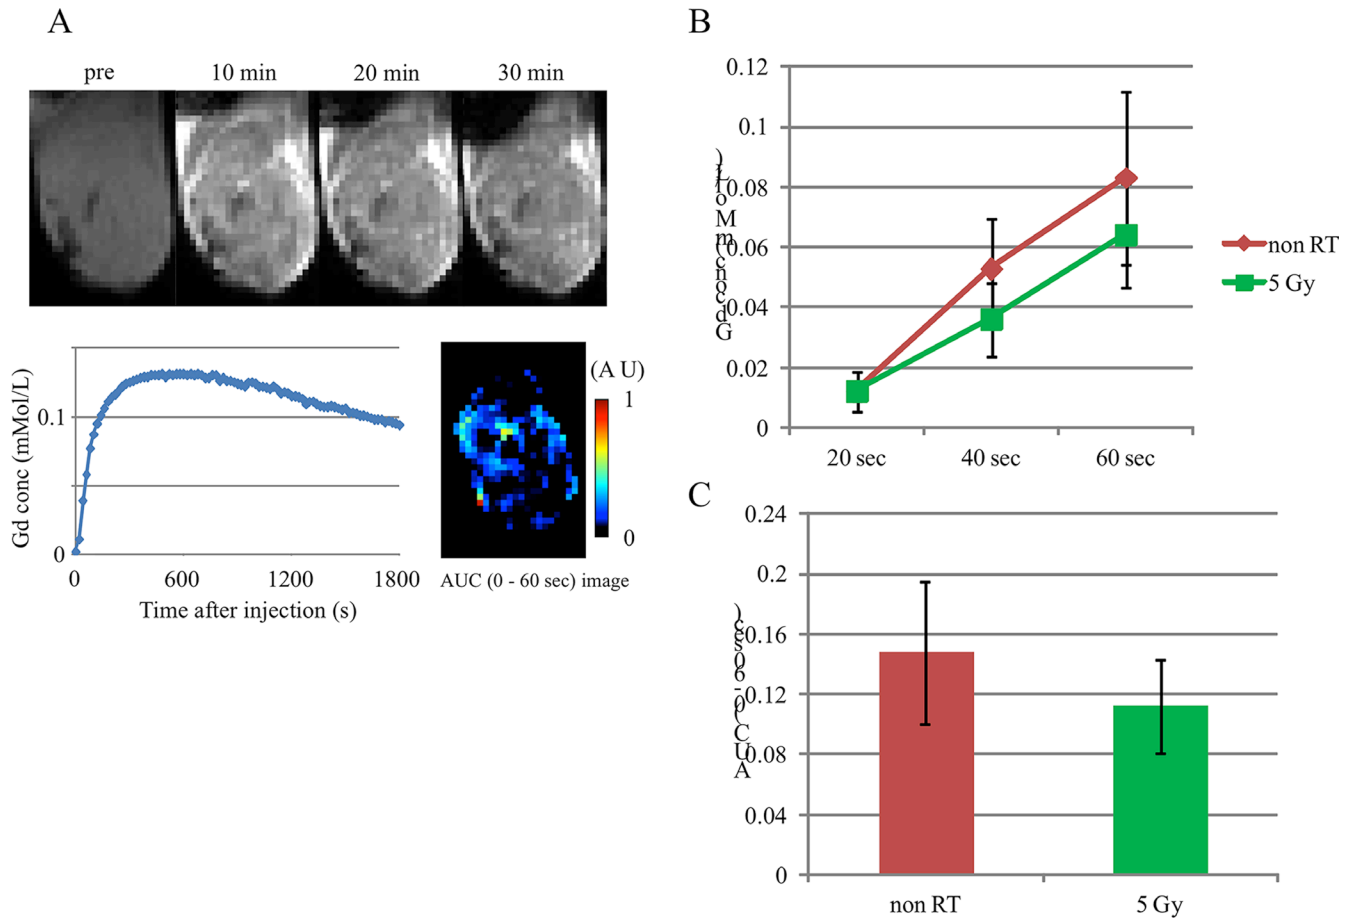 A
pre 10 min 20 min 30 min
Gd conc (mMol/L)
0.1
0
0 600 1200 1800
Time after injection (s)
(A U)
1
0
AUC (0 - 60 sec) image
B
Gd conc (mMol/L)
0.12
0.1
0.08
0.06
0.04
0.02
0
20 sec 40 sec 60 sec
non RT
5 Gy
C
AUC (0-60 sec)
0.24
0.2
0.16
0.12
0.08
0.04
0
non RT 5 Gy